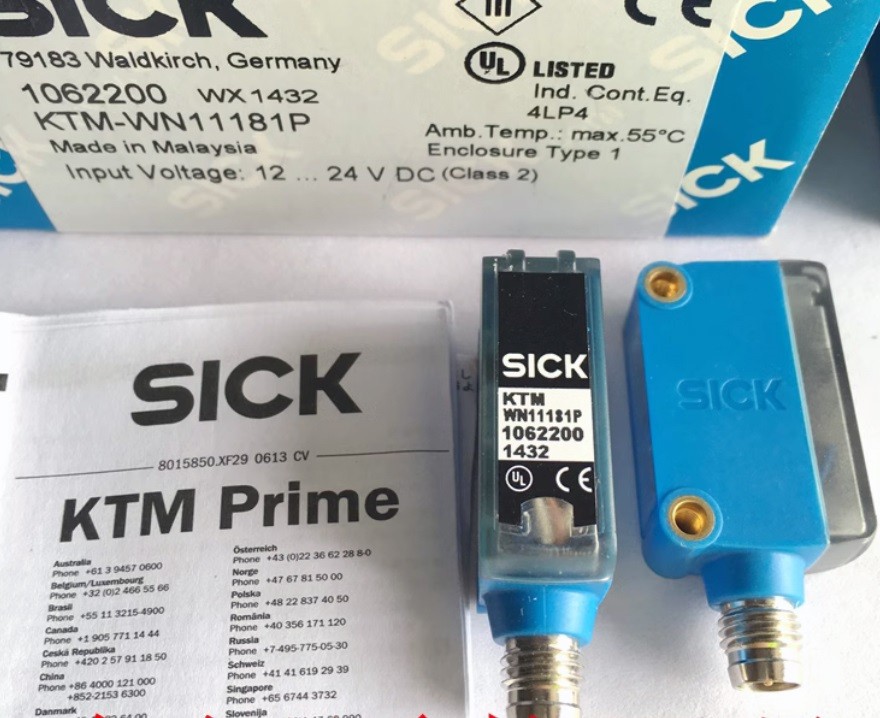 SICK
79183 Waldkirch, Germany
1062200 WX1432
KTM-WN11181P
Made in Malaysia
Input Voltage: 12 ... 24 V DC (Class 2)
III
CE
UL LISTED
Ind. Cont.Eq.
4LP4
Amb.Temp.: max.55°C
Enclosure Type 1
SICK
SICK
SICK
SICK
SICK
8015850.XF29 0613 CV
KTM Prime
Australia
Phone +61 3 9457 0600
Belgium/Luxembourg
Phone +32 (0)2 466 55 66
Brasil
Phone +55 11 3215-4900
Canada
Phone +1 905 771 14 44
Česká Republika
Phone +420 2 57 91 18 50
China
Phone +86 4000 121 000
+852-2153 6300
Danmark
Österreich
Phone +43 (0)22 36 62 28 8-0
Norge
Phone +47 67 81 50 00
Polska
Phone +48 22 837 40 50
România
Phone +40 356 171 120
Russia
Phone +7-495-775-05-30
Schweiz
Phone +41 41 619 29 39
Singapore
Phone +65 6744 3732
Slovenija
SICK
KTM
WN11181P
1062200
1432
UL CE
SICK